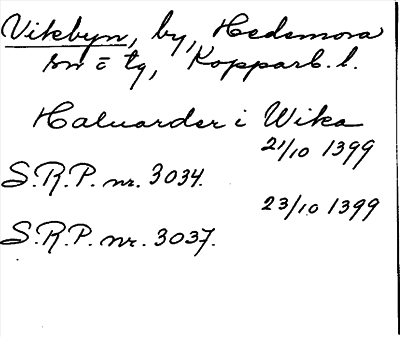 Vikbyn, by, Hedemora
sn o tg, Kopparb. l.
Haluarder i Wika
21/10 1399
S.R.P. nr. 3034.
23/10 1399
S.R.P. nr. 3037.